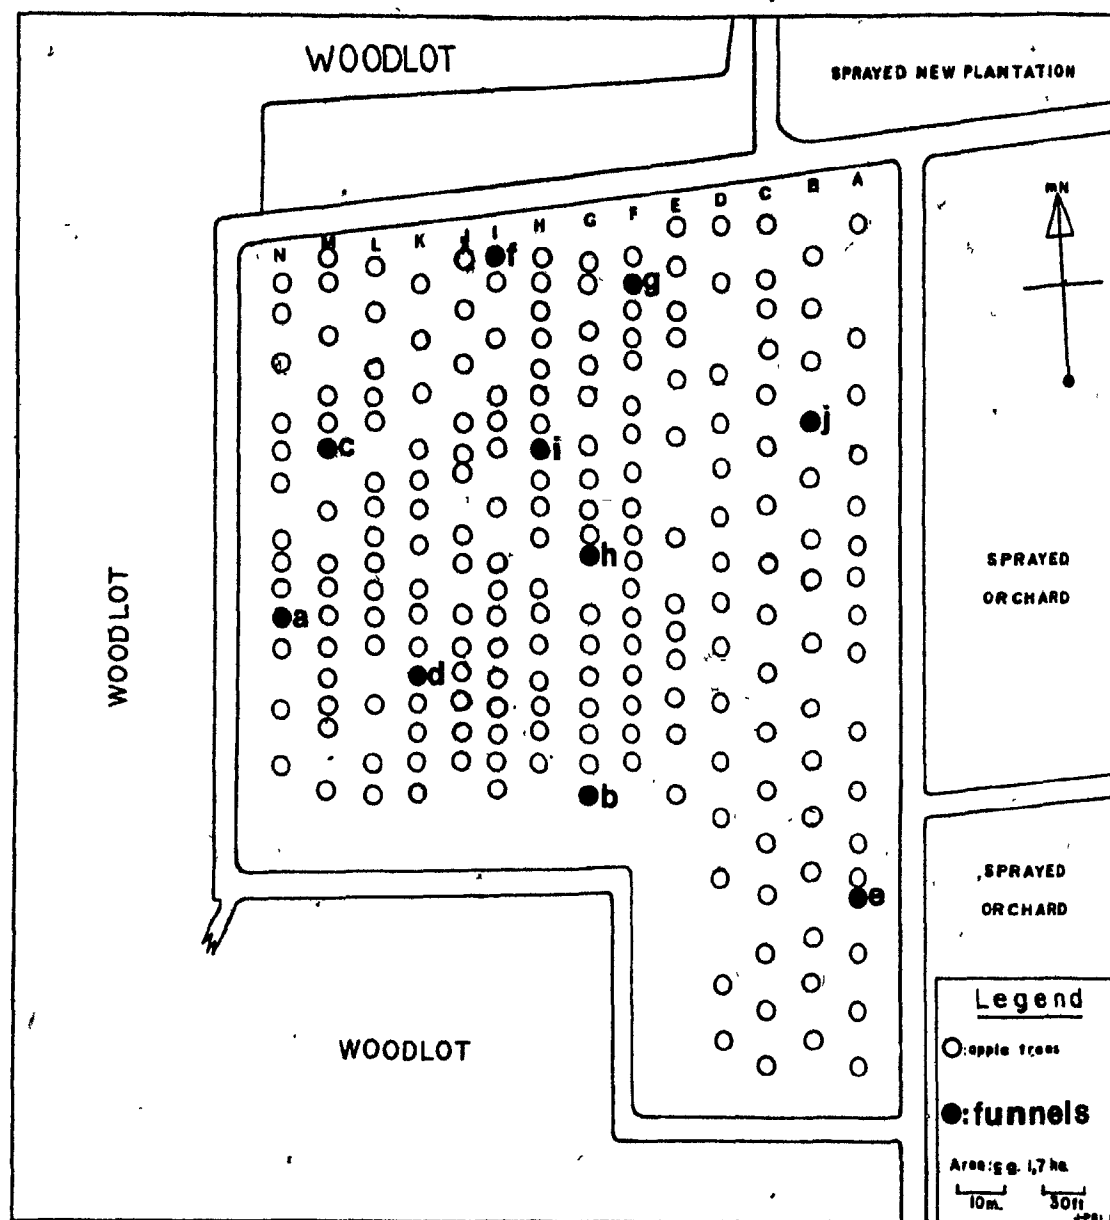 WOODLOT
SPRAYED NEW PLANTATION
A
B
C
D
E
F
G
H
I
J
K
L
M
N
mN
f
g
j
c
i
h
a
d
b
e
WOODLOT
SPRAYED
ORCHARD
SPRAYED
ORCHARD
WOODLOT
Legend
:apple trees
:funnels
1,7 ha
10m.
30ft